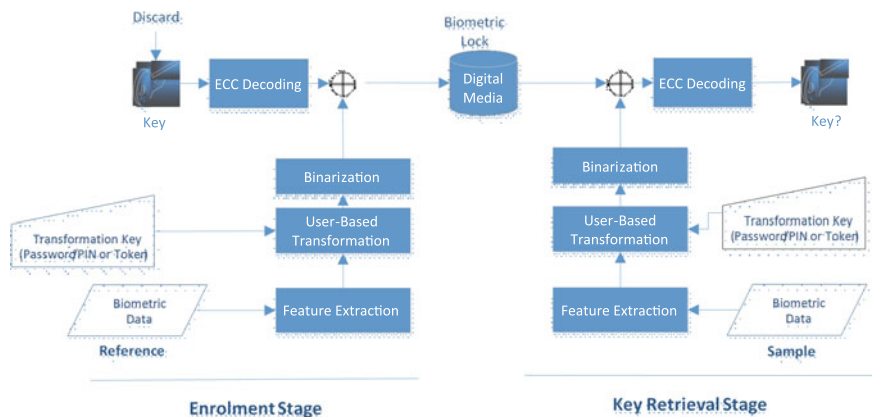 Discard
Key
ECC Decoding
Biometric
Lock
Digital
Media
ECC Decoding
Key?
Binarization
User-Based
Transformation
Transformation Key
(Password/PIN or Token)
Feature Extraction
Biometric
Data
Reference
Enrolment Stage
Binarization
User-Based
Transformation
Transformation Key
(Password/PIN or Token)
Feature Extraction
Biometric
Data
Sample
Key Retrieval Stage